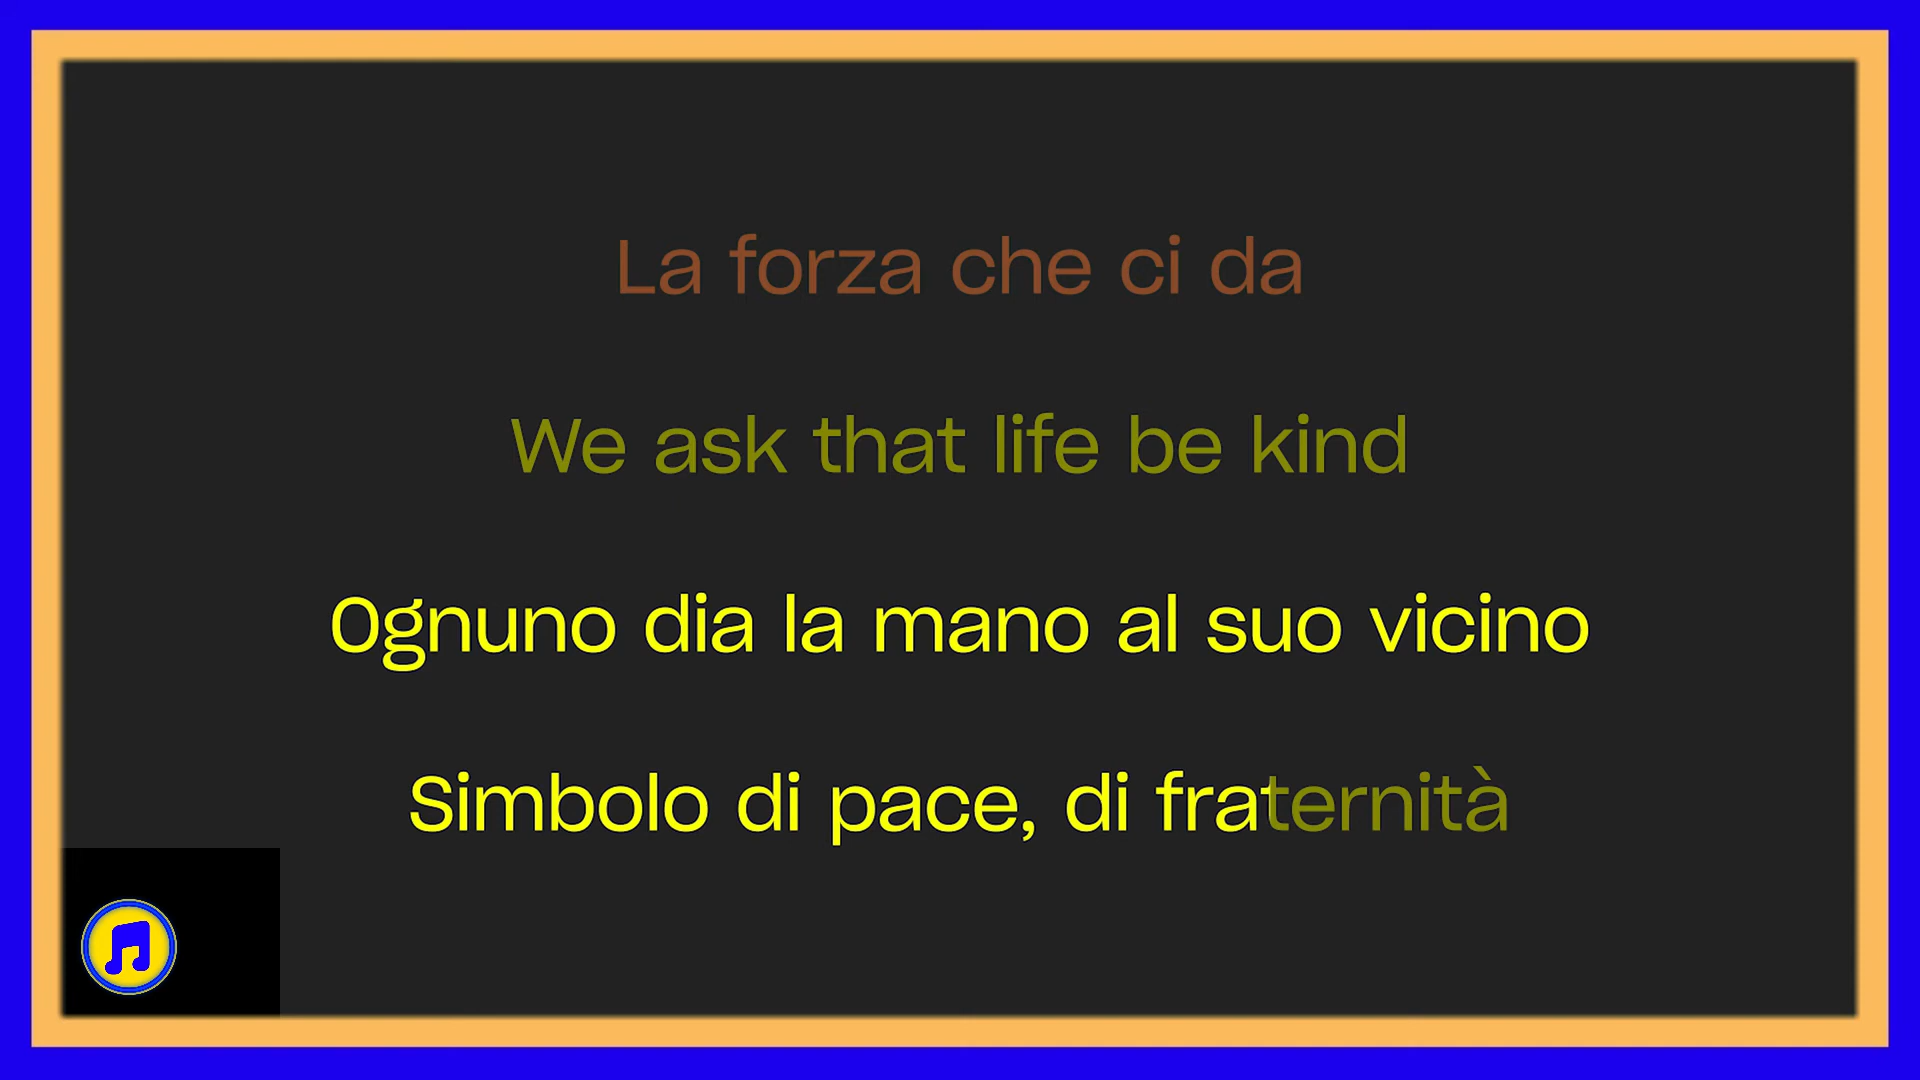 La forza che ci da
We ask that life be kind
Ognuno dia la mano al suo vicino
Simbolo di pace, di fraternità